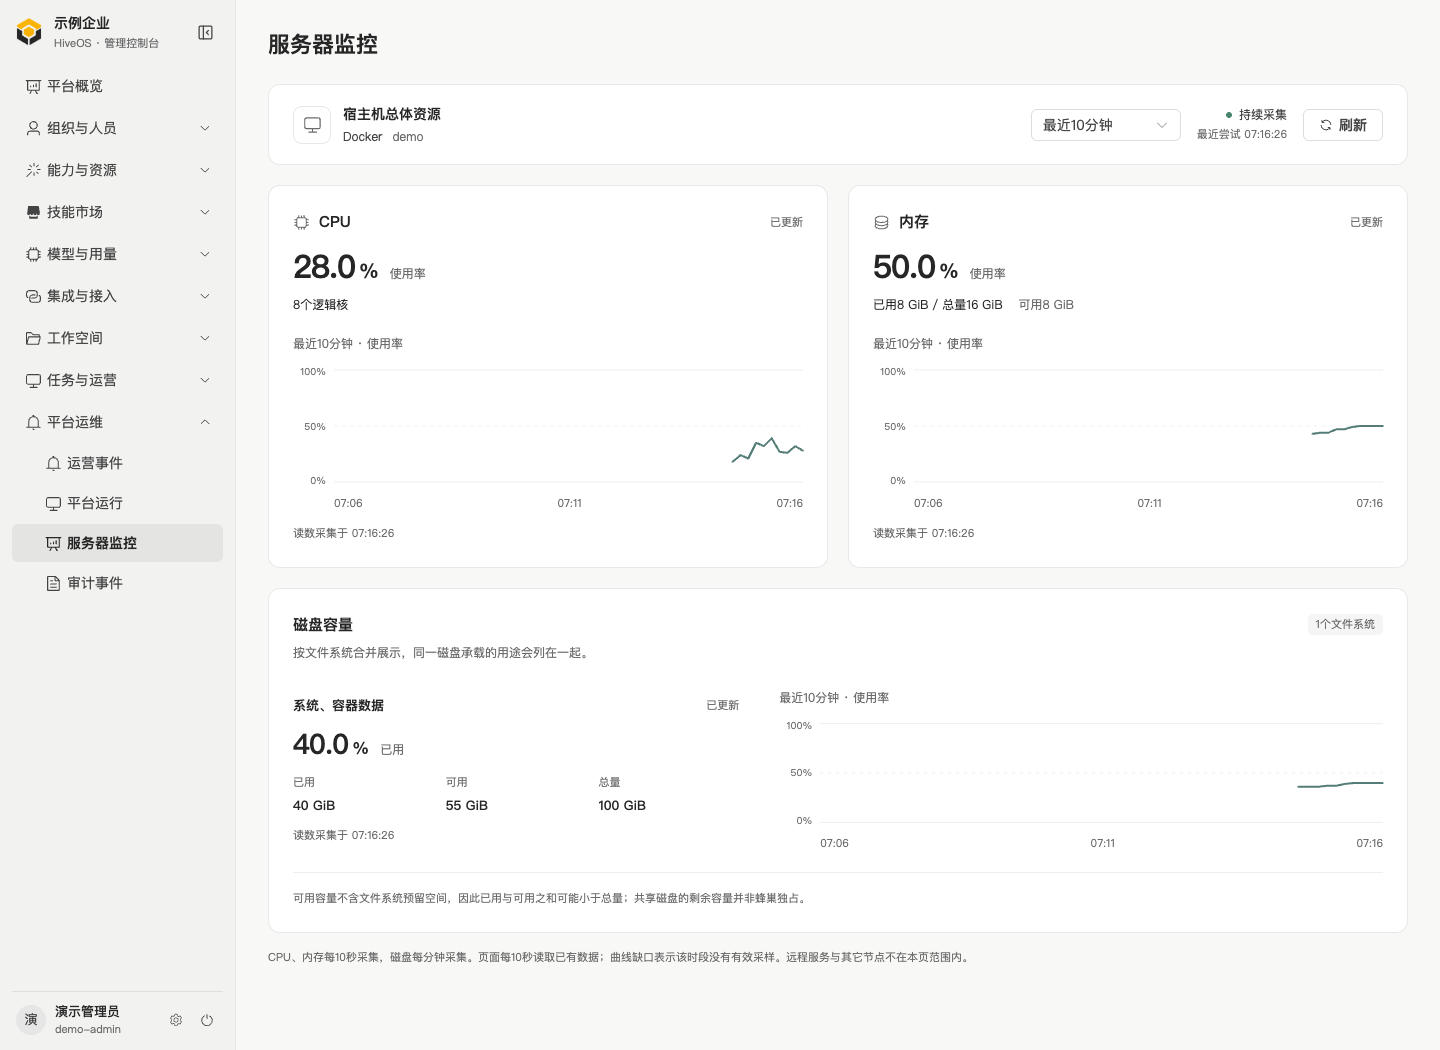 示例企业
HiveOS · 管理控制台
平台概览
组织与人员
能力与资源
技能市场
模型与用量
集成与接入
工作空间
任务与运营
平台运维
运营事件
平台运行
服务器监控
审计事件
演
演示管理员
demo-admin
服务器监控
宿主机总体资源
Docker demo
最近10分钟
持续采集
最近尝试 07:16:26
刷新
CPU
已更新
28.0 % 使用率
8个逻辑核
最近10分钟 · 使用率
100%
50%
0%
07:06 07:11 07:16
读数采集于 07:16:26
内存
已更新
50.0 % 使用率
已用8 GiB / 总量16 GiB 可用8 GiB
最近10分钟 · 使用率
100%
50%
0%
07:06 07:11 07:16
读数采集于 07:16:26
磁盘容量
1个文件系统
按文件系统合并展示，同一磁盘承载的用途会列在一起。
系统、容器数据
已更新
40.0 % 已用
已用 可用 总量
40 GiB 55 GiB 100 GiB
读数采集于 07:16:26
最近10分钟 · 使用率
100%
50%
0%
07:06 07:11 07:16
可用容量不含文件系统预留空间，因此已用与可用之和可能小于总量；共享磁盘的剩余容量并非蜂巢独占。
CPU、内存每10秒采集，磁盘每分钟采集。页面每10秒读取已有数据；曲线缺口表示该时段没有有效采样。远程服务与其它节点不在本页范围内。